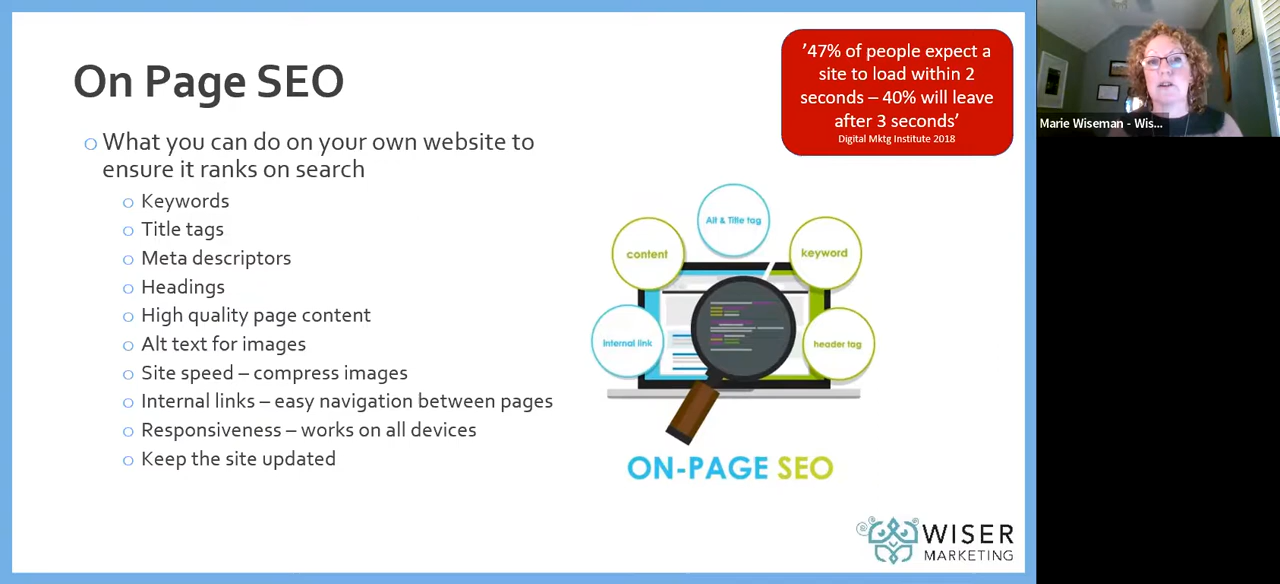 On Page SEO
What you can do on your own website to
ensure it ranks on search
Keywords
Title tags
Meta descriptors
Headings
High quality page content
Alt text for images
Site speed – compress images
Internal links – easy navigation between pages
Responsiveness – works on all devices
Keep the site updated
’47% of people expect a
site to load within 2
seconds – 40% will leave
after 3 seconds’
Digital Mktg Institute 2018
Alt & Title tag
content
keyword
Internal link
header tag
ON-PAGE SEO
WISER
MARKETING
Marie Wiseman - Wis...